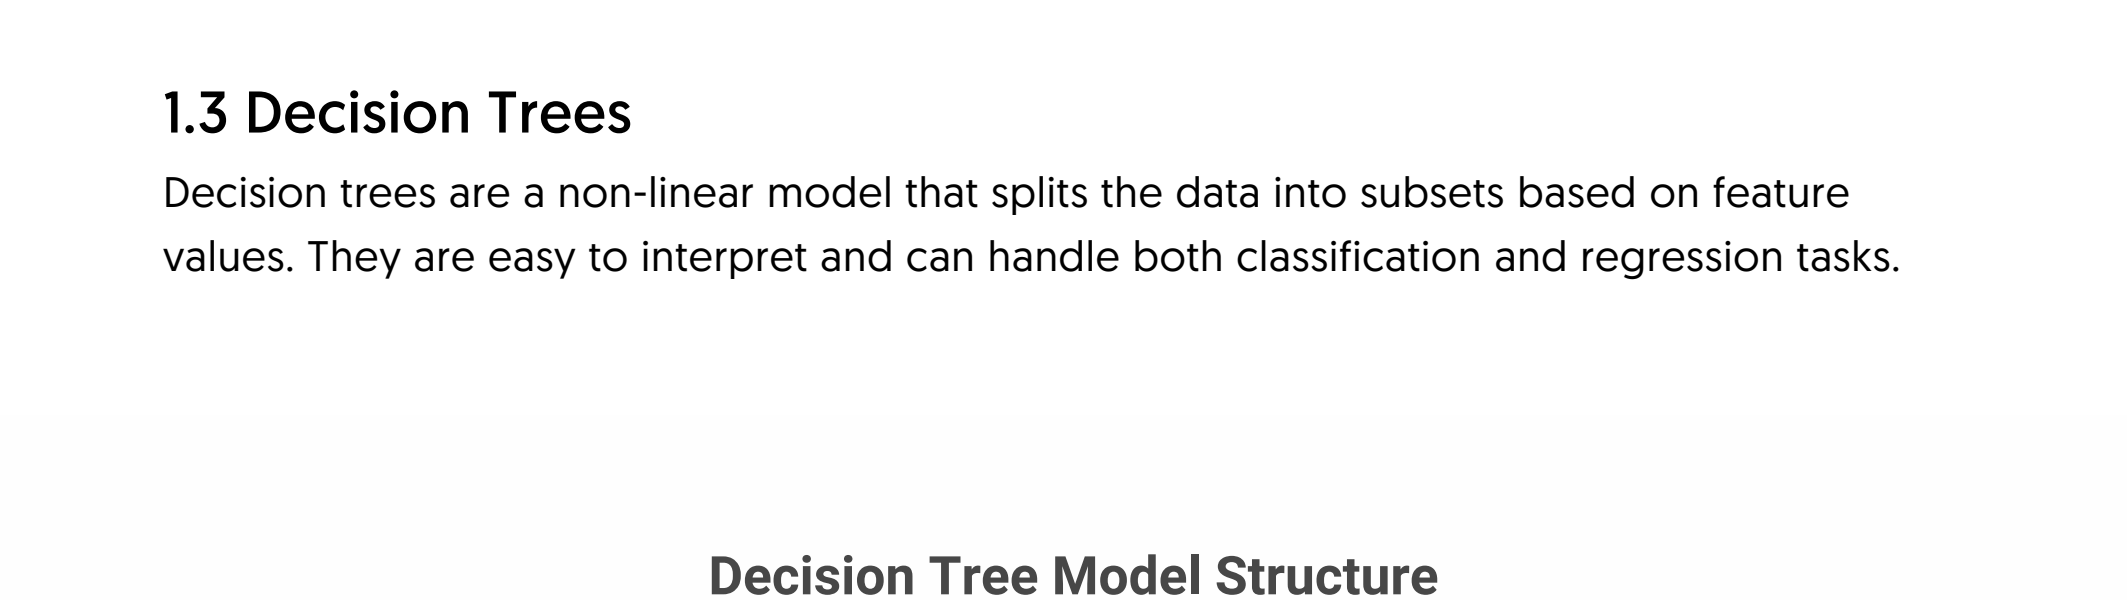 1.3 Decision Trees
Decision trees are a non-linear model that splits the data into subsets based on feature
values. They are easy to interpret and can handle both classification and regression tasks.
Decision Tree Model Structure